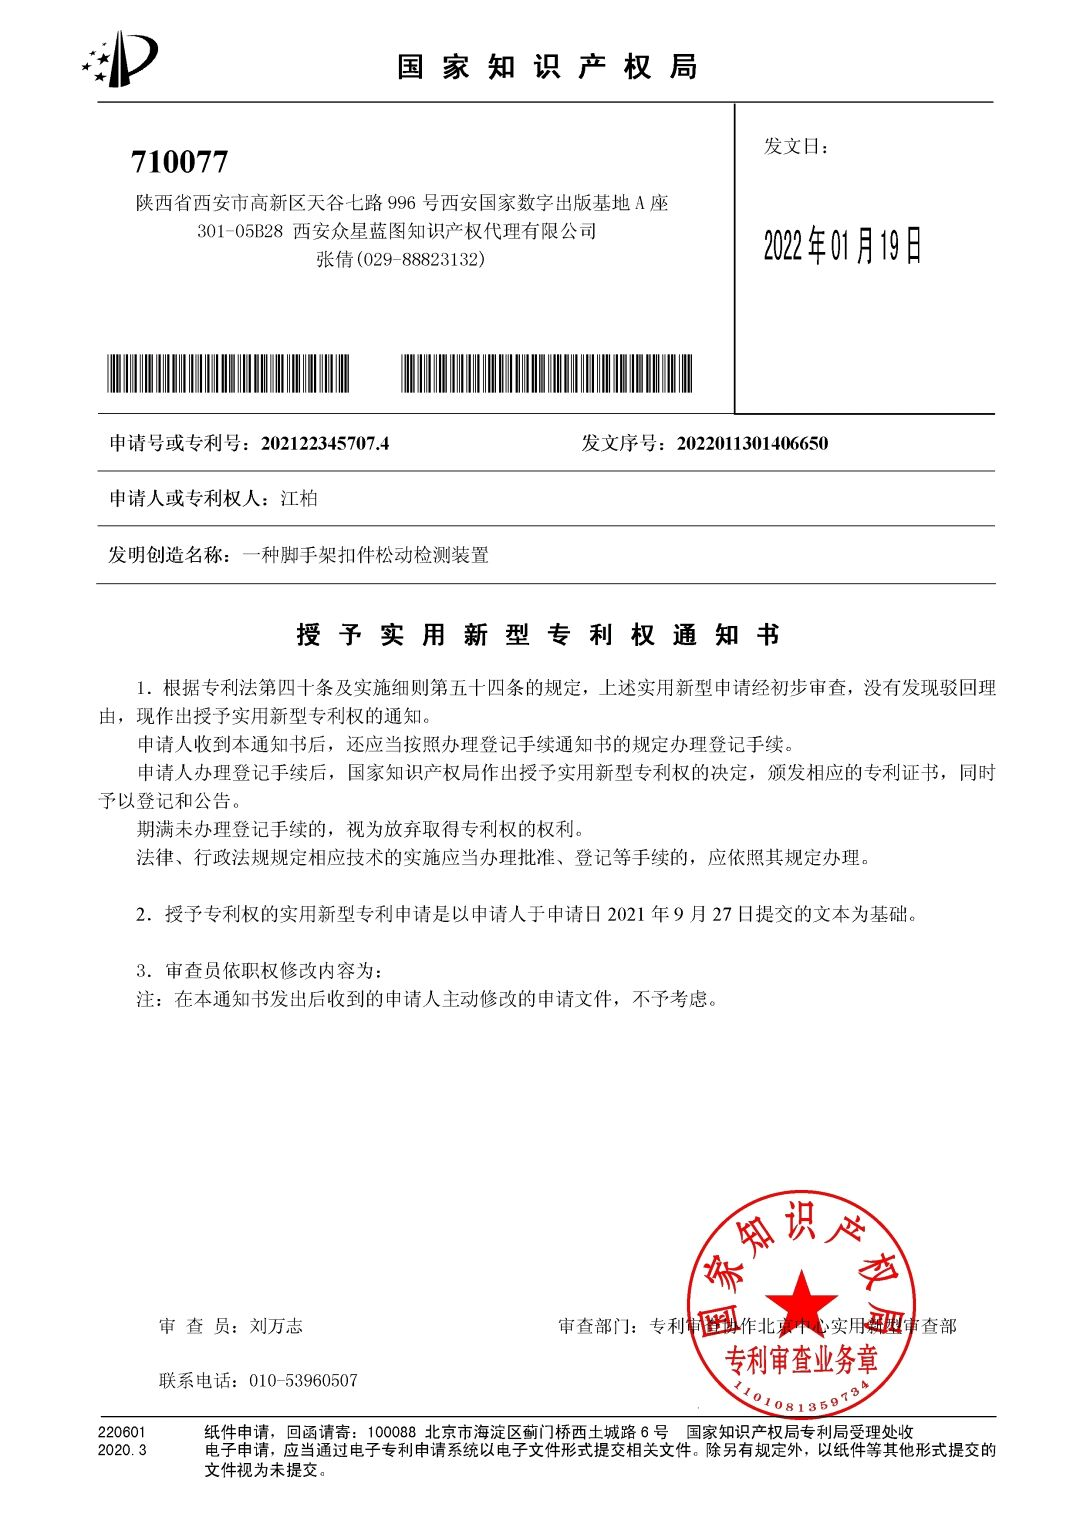 国家知识产权局
710077
陕西省西安市高新区天谷七路 996 号西安国家数字出版基地 A 座
301-05B28 西安众星蓝图知识产权代理有限公司
张倩(029-88823132)
发文日：
2022 年 01 月 19 日
申请号或专利号：202122345707.4
发文序号：2022011301406650
申请人或专利权人：江柏
发明创造名称：一种脚手架扣件松动检测装置
授予实用新型专利权通知书
1．根据专利法第四十条及实施细则第五十四条的规定，上述实用新型申请经初步审查，没有发现驳回理
由，现作出授予实用新型专利权的通知。
申请人收到本通知书后，还应当按照办理登记手续通知书的规定办理登记手续。
申请人办理登记手续后，国家知识产权局作出授予实用新型专利权的决定，颁发相应的专利证书，同时
予以登记和公告。
期满未办理登记手续的，视为放弃取得专利权的权利。
法律、行政法规规定相应技术的实施应当办理批准、登记等手续的，应依照其规定办理。
2．授予专利权的实用新型专利申请是以申请人于申请日 2021 年 9 月 27 日提交的文本为基础。
3．审查员依职权修改内容为：
注：在本通知书发出后收到的申请人主动修改的申请文件，不予考虑。
国家知识产权局
专利审查业务章
1101081359734
审 查 员：刘万志
审查部门：专利审查协作北京中心实用新型审查部
联系电话：010-53960507
220601
2020.3
纸件申请，回函请寄：100088 北京市海淀区蓟门桥西土城路 6 号 国家知识产权局专利局受理处收
电子申请，应当通过电子专利申请系统以电子文件形式提交相关文件。除另有规定外，以纸件等其他形式提交的
文件视为未提交。